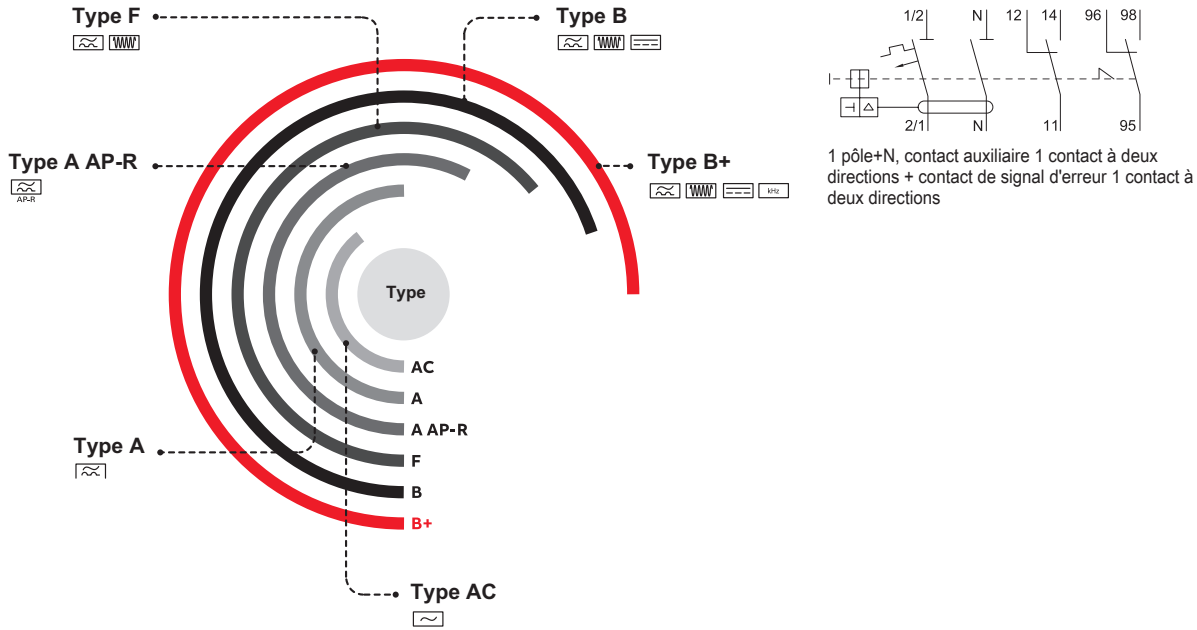 Type F
Type B
Type A AP-R
AP-R
Type B+
kHz
Type
AC
A
A AP-R
F
B
B+
Type A
Type AC
1/2 N 12 14 96 98
2/1 N 11 95
1 pôle+N, contact auxiliaire 1 contact à deux
directions + contact de signal d'erreur 1 contact à
deux directions